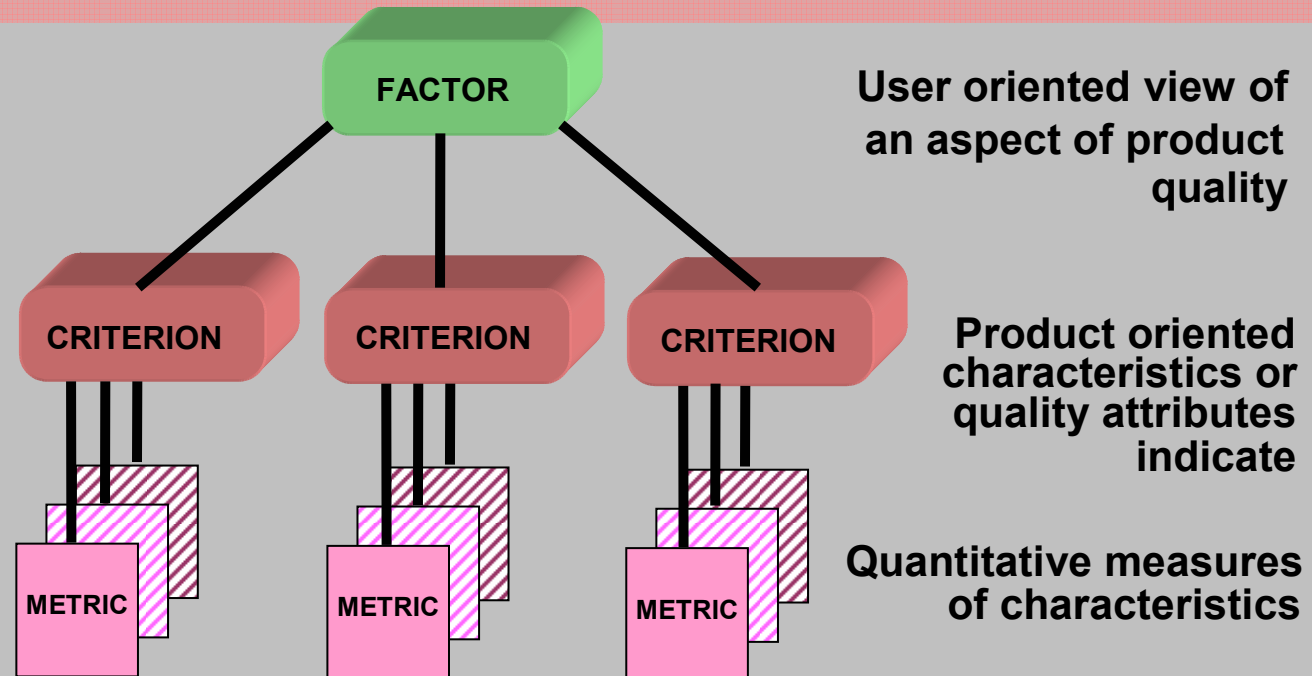 FACTOR
User oriented view of
an aspect of product
quality
CRITERION
CRITERION
CRITERION
Product oriented
characteristics or
quality attributes
indicate
METRIC
METRIC
METRIC
Quantitative measures
of characteristics